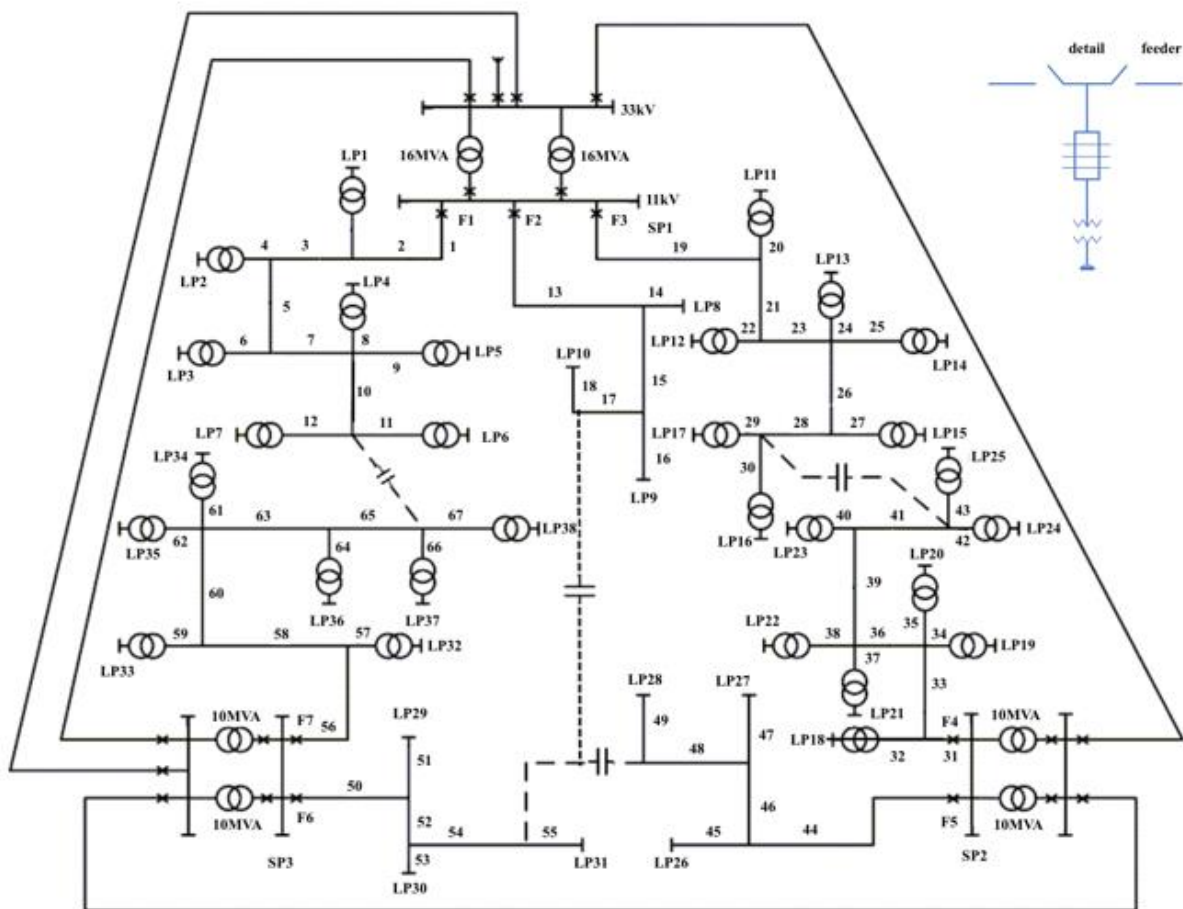 detail feeder
33kV
16MVA 16MVA
LP1 LP11
11kV
F1 F2 F3 SP1
4 3 2 1 19 20
LP2 LP4 LP13
13 14 LP8
5 21
22 23 24 25
6 7 8 LP12
LP3 9 LP5 LP10 LP14
18 15
10 17 26
12 11 29 28 27
LP7 LP6 LP17 LP15
LP34 16 30 LP25
LP9
61 63 65 67 40 41 43
LP35 62 64 66 LP38 LP16 LP23 42 LP24
LP20
60 39
LP36 LP37 35
59 58 57 LP22 38 36 34
LP33 LP32 37 33 LP19
LP28 LP27
10MVA F7 LP29 LP21 F4 10MVA
56 49 47 LP18 32 31
51 48
50 46
F6 52 44 F5
10MVA 54 55 45 10MVA
SP3 53 LP31 LP26 SP2
LP30